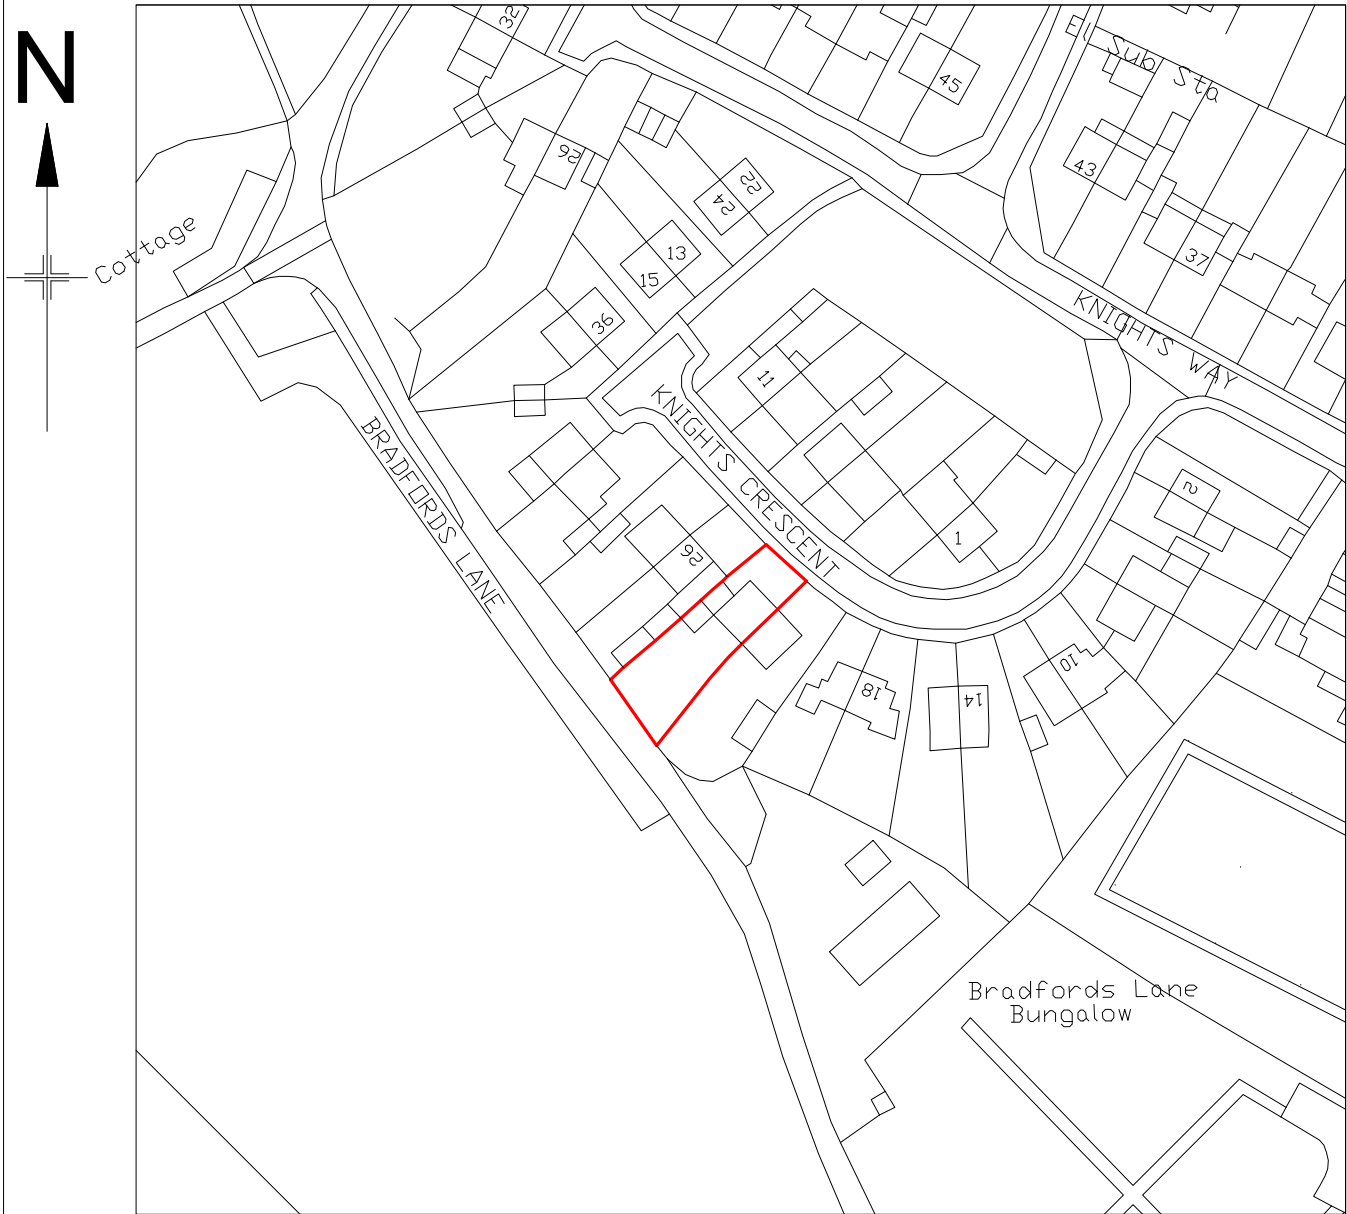 N
32
El Sub Sta
45
26
43
22
24
Cottage
13
15
37
36
KNIGHTS WAY
11
KNIGHTS CRESCENT
BRADFORDS LANE
2
1
26
10
18
14
Bradfords Lane
Bungalow